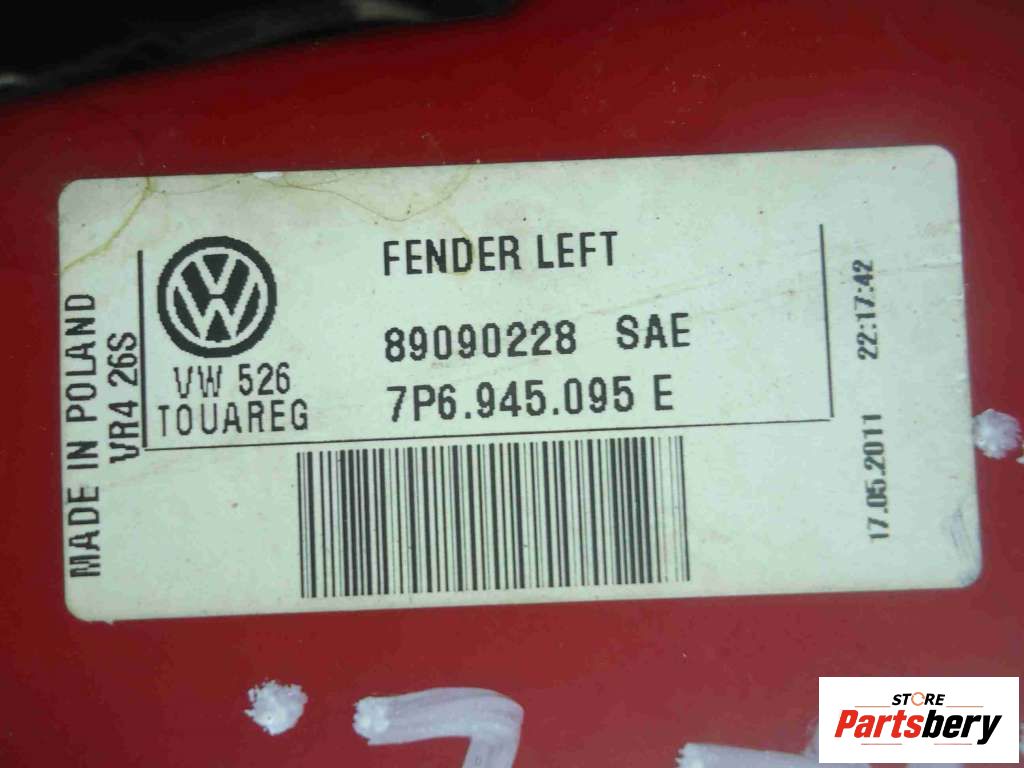 MADE IN POLAND
VR4 26S
VW 526
TOUAREG
FENDER LEFT
89090228 SAE
7P6.945.095 E
17.05.2011 22:17:42
STORE
Partsbery